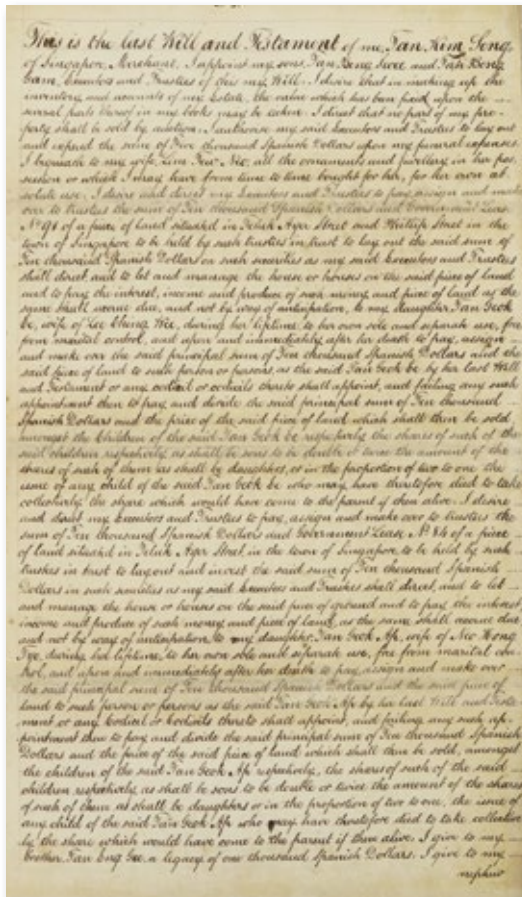 This is the last Will and Testament of me, Tan Kim Seng
of Singapore, Merchant. I appoint my sons, Tan Beng Swee and Tan Beng
Gum, Executors and Trustees of this my Will. I desire that in making up the
inventory and accounts of my Estate, the value which has been fixed upon the
several parts thereof in my books may be taken. I direct that no part of my pro-
perty shall be sold by auction. I authorise my said Executors and Trustees to lay out
and expend the sum of Five thousand Spanish Dollars upon my funeral expenses.
I bequeath to my wife, Lim all the ornaments and jewellery in her pos
session or which I may have from time to time bought for her, for her own ab
solute use. I desire and direct my Executors and Trustees to pay, assign and make
over to trustees the sum of Ten thousand Spanish Dollars and Government Lease
No. of a piece of land situated in Teluk Ayer Street and Phillip Street in the
town of Singapore to be held by such trustees in trust to lay out the said sum of
Ten thousand Spanish Dollars on such securities as my said Executors and Trustees
shall direct, and to let and manage the house or houses on the said piece of land
and to pay the interest, income and produce of such money and piece of land as the
same shall accrue due, and not by way of anticipation, to my daughter Tan Geok
be, wife of Lee Cheng during her lifetime, to her own sole and separate use, free
from marital control, and upon and immediately after her death to pay, assign
and make over the said principal sum of Ten thousand Spanish Dollars and the
said piece of land to such person or persons, as the said Tan Geok be by her last Will
and Testament or any codicil or codicils thereto shall appoint, and failing any such
appointment then to pay and divide the said principal sum of Ten thousand
Spanish Dollars and the price of the said piece of land which shall then be sold,
amongst the children of the said Tan Geok be respectively, the shares of such of the
said children respectively, as shall be sons to be double or twice the amount of the
shares of such of them as shall be daughters, or in the proportion of two to one the
issue of any child of the said Tan Geok be who may have theretofore died to take
collectively the share which would have come to the parent if then alive. I desire
and direct my Executors and Trustees to pay, assign and make over to trustees the
sum of Ten thousand Spanish Dollars and Government Lease No. 84 of a piece
of land situated in Teluk Ayer Street, in the town of Singapore, to be held by such
trustees in trust to lay out and invest the said sum of Ten thousand Spanish
Dollars in such securities as my said Executors and Trustees shall direct, and to let
and manage the house or houses on the said piece of ground and to pay the interest
income and produce of such money and piece of land, as the same shall accrue due
and not by way of anticipation, to my daughter Tan Geok wife of Neo Hong
during her lifetime, to her own sole and separate use, free from marital con-
trol, and upon and immediately after her death to pay, assign and make over
the said principal sum of Ten thousand Spanish Dollars and the said piece of
land to such person or persons as the said Tan Geok by her last Will and Testa-
ment or any Codicil or Codicils thereto shall appoint, and failing any such ap-
pointment then to pay and divide the said principal sum of Ten thousand Spanish
Dollars and the price of the said piece of land which shall then be sold, amongst
the children of the said Tan Geok respectively, the shares of such of the said
children respectively, as shall be sons to be double or twice the amount of the shares
of such of them as shall be daughters or in the proportion of two to one, the issue of
any child of the said Tan Geok who may have theretofore died to take collective
ly the share which would have come to the parent if then alive. I give to my
brother, Tan Eng a legacy of one thousand Spanish Dollars. I give to my
nephew